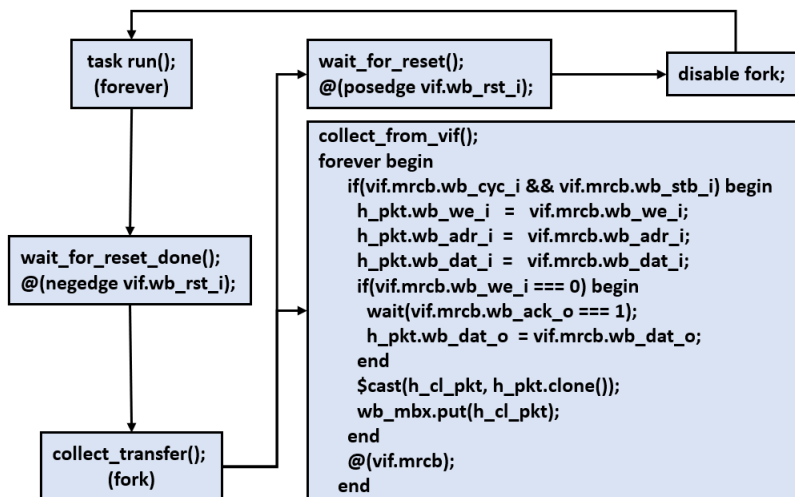 task run();
(forever)
wait_for_reset();
@(posedge vif.wb_rst_i);
disable fork;
collect_from_vif();
forever begin
if(vif.mrcb.wb_cyc_i && vif.mrcb.wb_stb_i) begin
h_pkt.wb_we_i   =   vif.mrcb.wb_we_i;
h_pkt.wb_adr_i  =   vif.mrcb.wb_adr_i;
h_pkt.wb_dat_i  =   vif.mrcb.wb_dat_i;
if(vif.mrcb.wb_we_i === 0) begin
wait(vif.mrcb.wb_ack_o === 1);
h_pkt.wb_dat_o  = vif.mrcb.wb_dat_o;
end
$cast(h_cl_pkt, h_pkt.clone());
wb_mbx.put(h_cl_pkt);
end
@(vif.mrcb);
end
wait_for_reset_done();
@(negedge vif.wb_rst_i);
collect_transfer();
(fork)